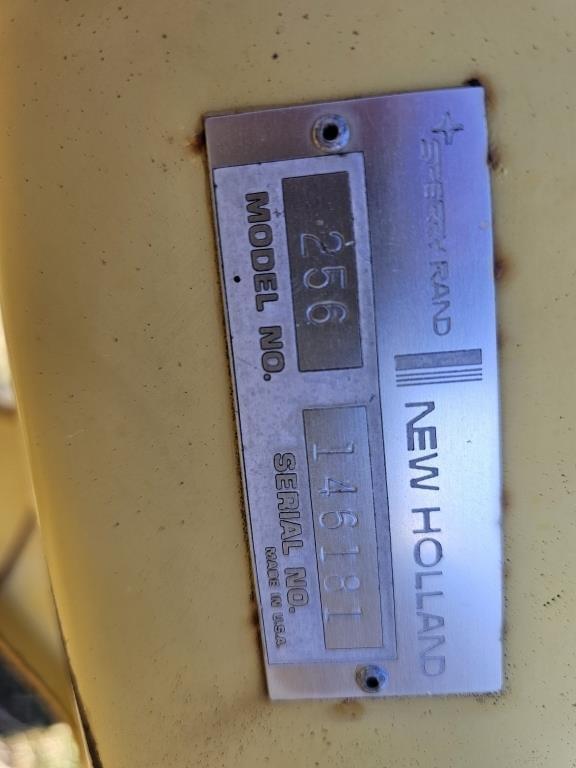 SPERRY RAND NEW HOLLAND
256 146181
MODEL NO. SERIAL NO.
MADE IN U.S.A.